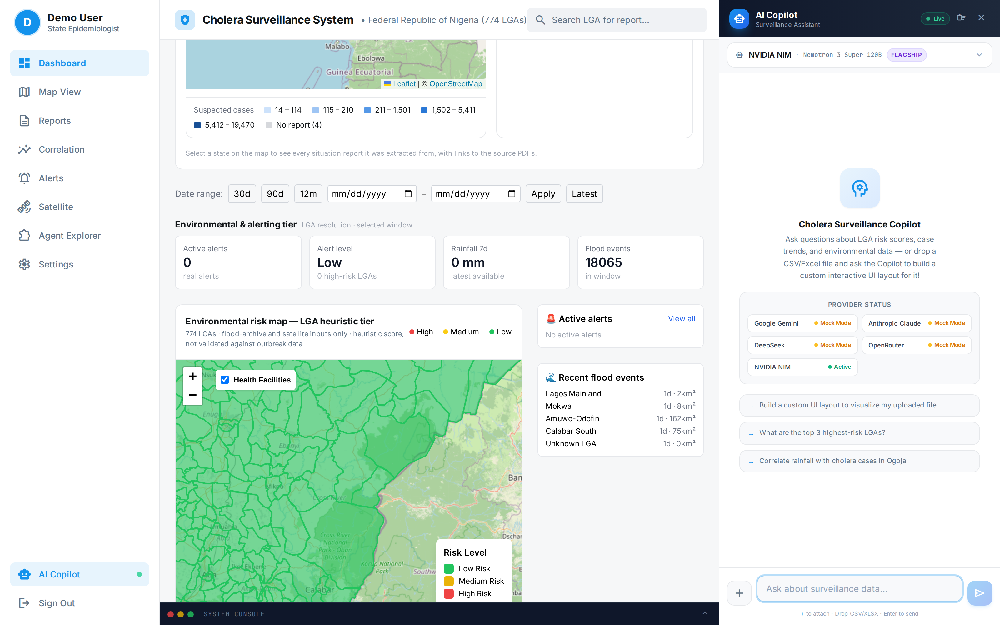 D
Demo User
State Epidemiologist
Dashboard
Map View
Reports
Correlation
Alerts
Satellite
Agent Explorer
Settings
AI Copilot
Sign Out
Cholera Surveillance System
• Federal Republic of Nigeria (774 LGAs)
Search LGA for report...
Malabo
Ebolowa
Guinea Ecuatorial
Leaflet | © OpenStreetMap
Suspected cases 14 – 114 115 – 210 211 – 1,501 1,502 – 5,411
5,412 – 19,470 No report (4)
Select a state on the map to see every situation report it was extracted from, with links to the source PDFs.
Date range: 30d 90d 12m mm/dd/yyyy – mm/dd/yyyy Apply Latest
Environmental & alerting tier LGA resolution · selected window
Active alerts
0
real alerts
Alert level
Low
0 high-risk LGAs
Rainfall 7d
0 mm
latest available
Flood events
18065
in window
Environmental risk map — LGA heuristic tier
774 LGAs · flood-archive and satellite inputs only · heuristic score,
not validated against outbreak data
High Medium Low
+
−
Health Facilities
Nsuk
Enugu
Ebonyi
Afikpo
Cross River
Umuahia
Aba
Cross River
National
Park - Oban
Division
Ikot Ekpene
Aba
Calabar
Korup National
Park
Southw
Dschar
Ban
Risk Level
Low Risk
Medium Risk
High Risk
🚨 Active alerts View all
No active alerts
🌊 Recent flood events
Lagos Mainland 1d · 2km²
Mokwa 1d · 8km²
Amuwo-Odofin 1d · 162km²
Calabar South 1d · 75km²
Unknown LGA 1d · 0km²
SYSTEM CONSOLE
AI Copilot
Surveillance Assistant
Live
NVIDIA NIM · Nemotron 3 Super 120B FLAGSHIP
Cholera Surveillance Copilot
Ask questions about LGA risk scores, case
trends, and environmental data — or drop a
CSV/Excel file and ask the Copilot to build a
custom interactive UI layout for it!
PROVIDER STATUS
Google Gemini Mock Mode
Anthropic Claude Mock Mode
DeepSeek Mock Mode
OpenRouter Mock Mode
NVIDIA NIM Active
→ Build a custom UI layout to visualize my uploaded file
→ What are the top 3 highest-risk LGAs?
→ Correlate rainfall with cholera cases in Ogoja
+
Ask about surveillance data...
+ to attach · Drop CSV/XLSX · Enter to send